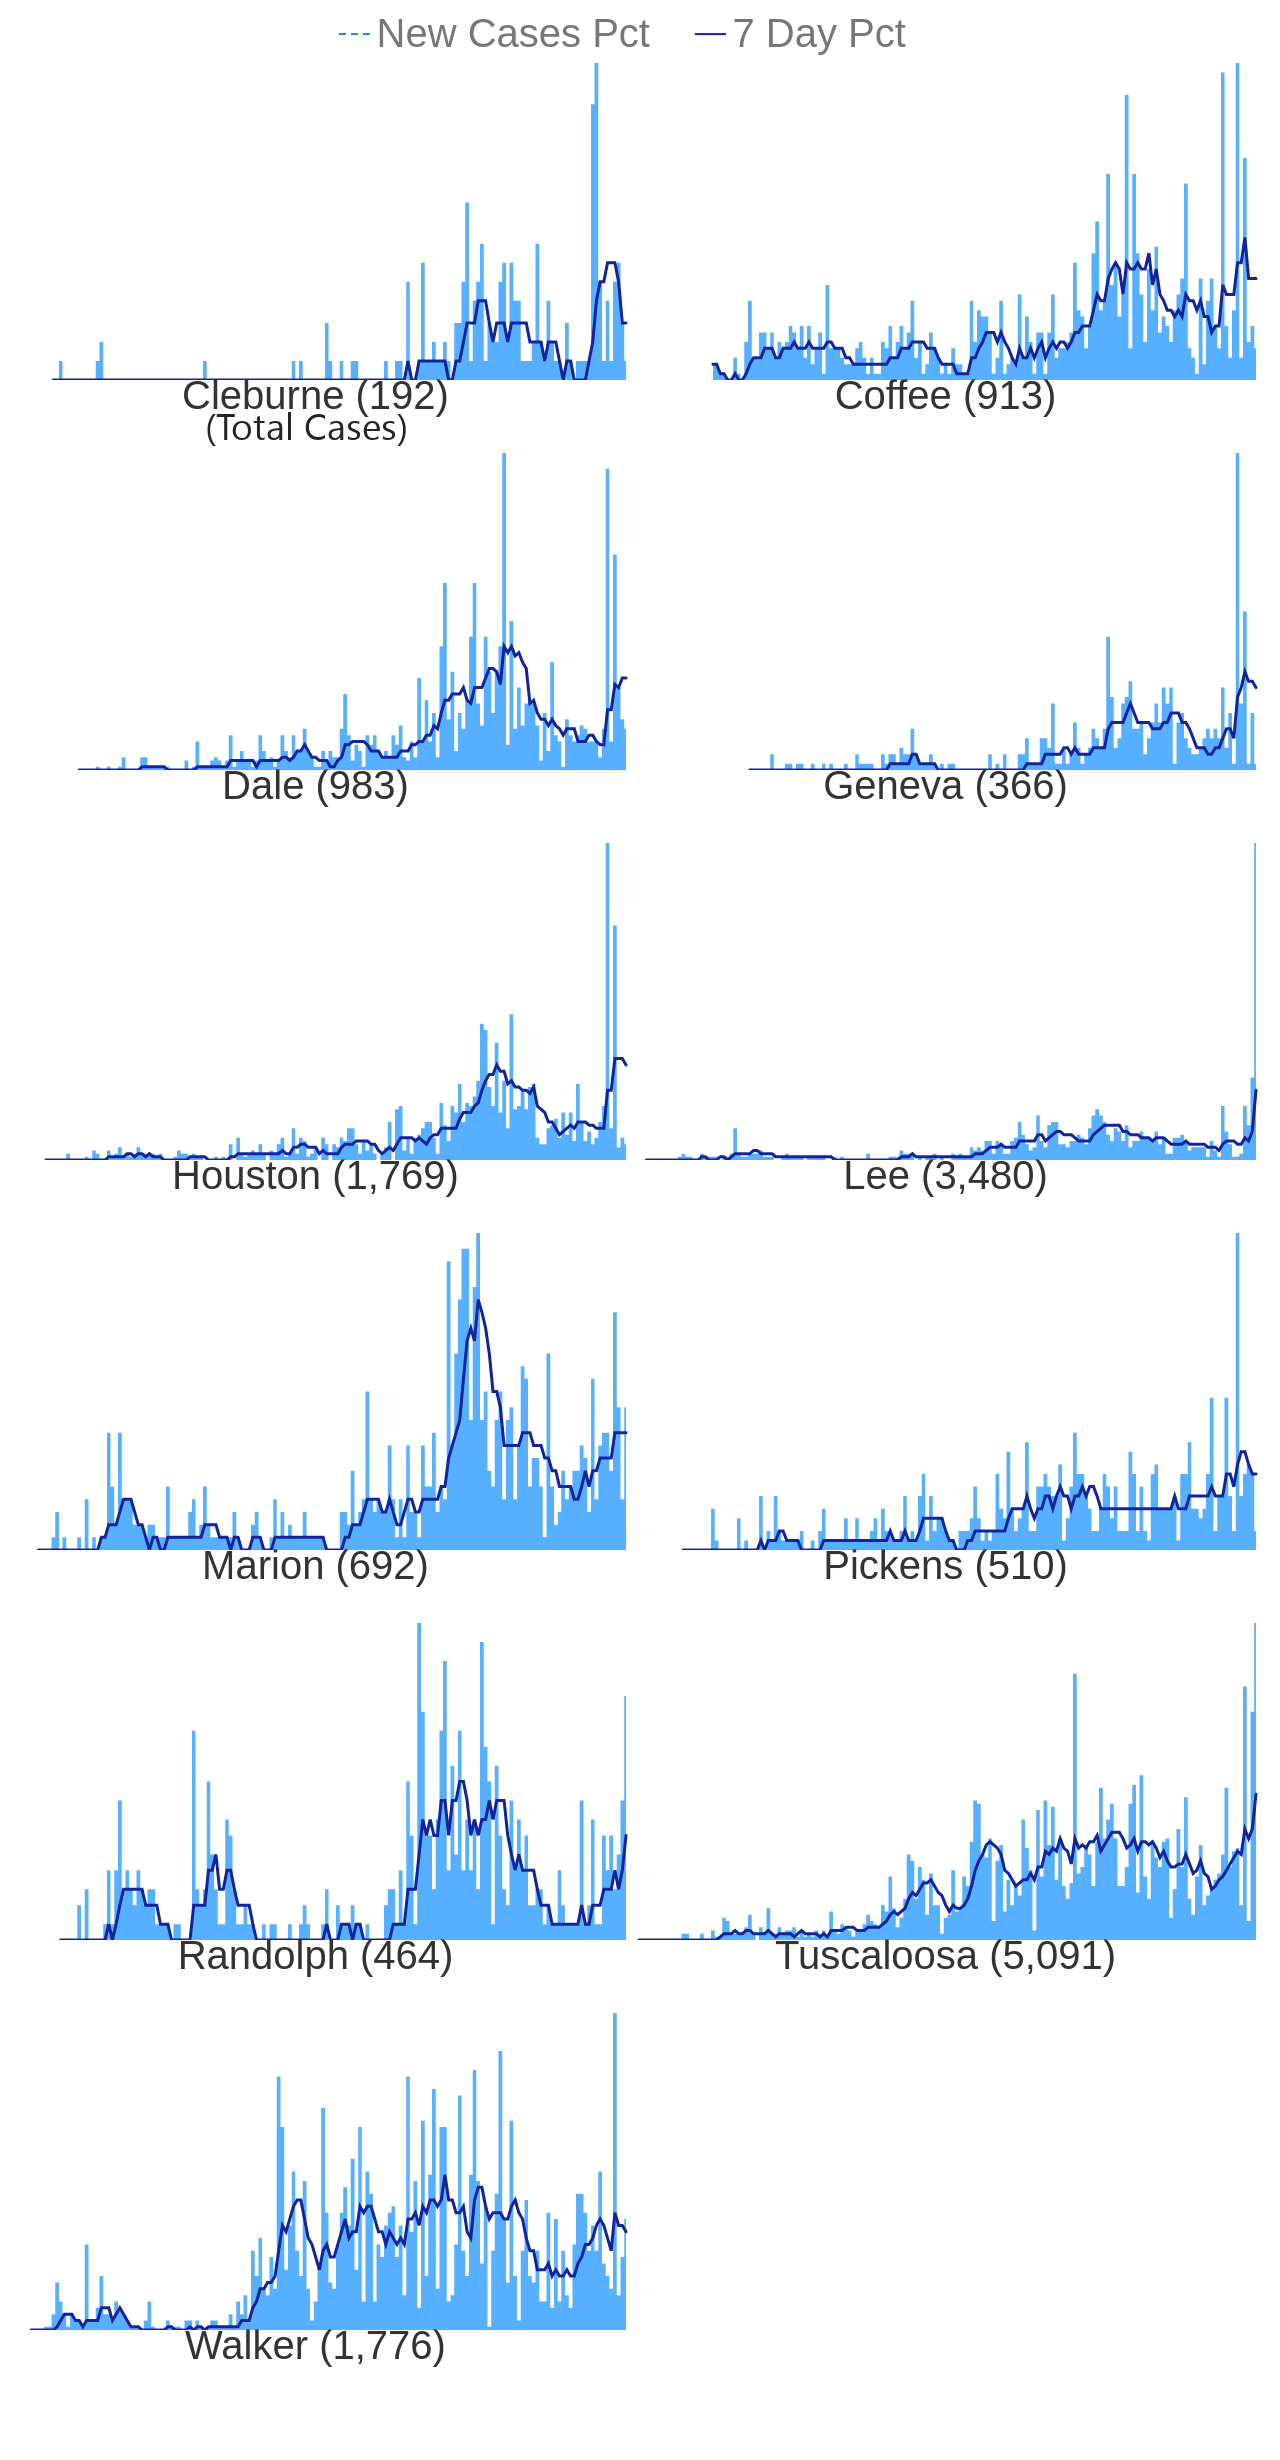 New Cases Pct 7 Day Pct
Cleburne (192) Coffee (913)
(Total Cases)
Dale (983) Geneva (366)
Houston (1,769) Lee (3,480)
Marion (692) Pickens (510)
Randolph (464) Tuscaloosa (5,091)
Walker (1,776)